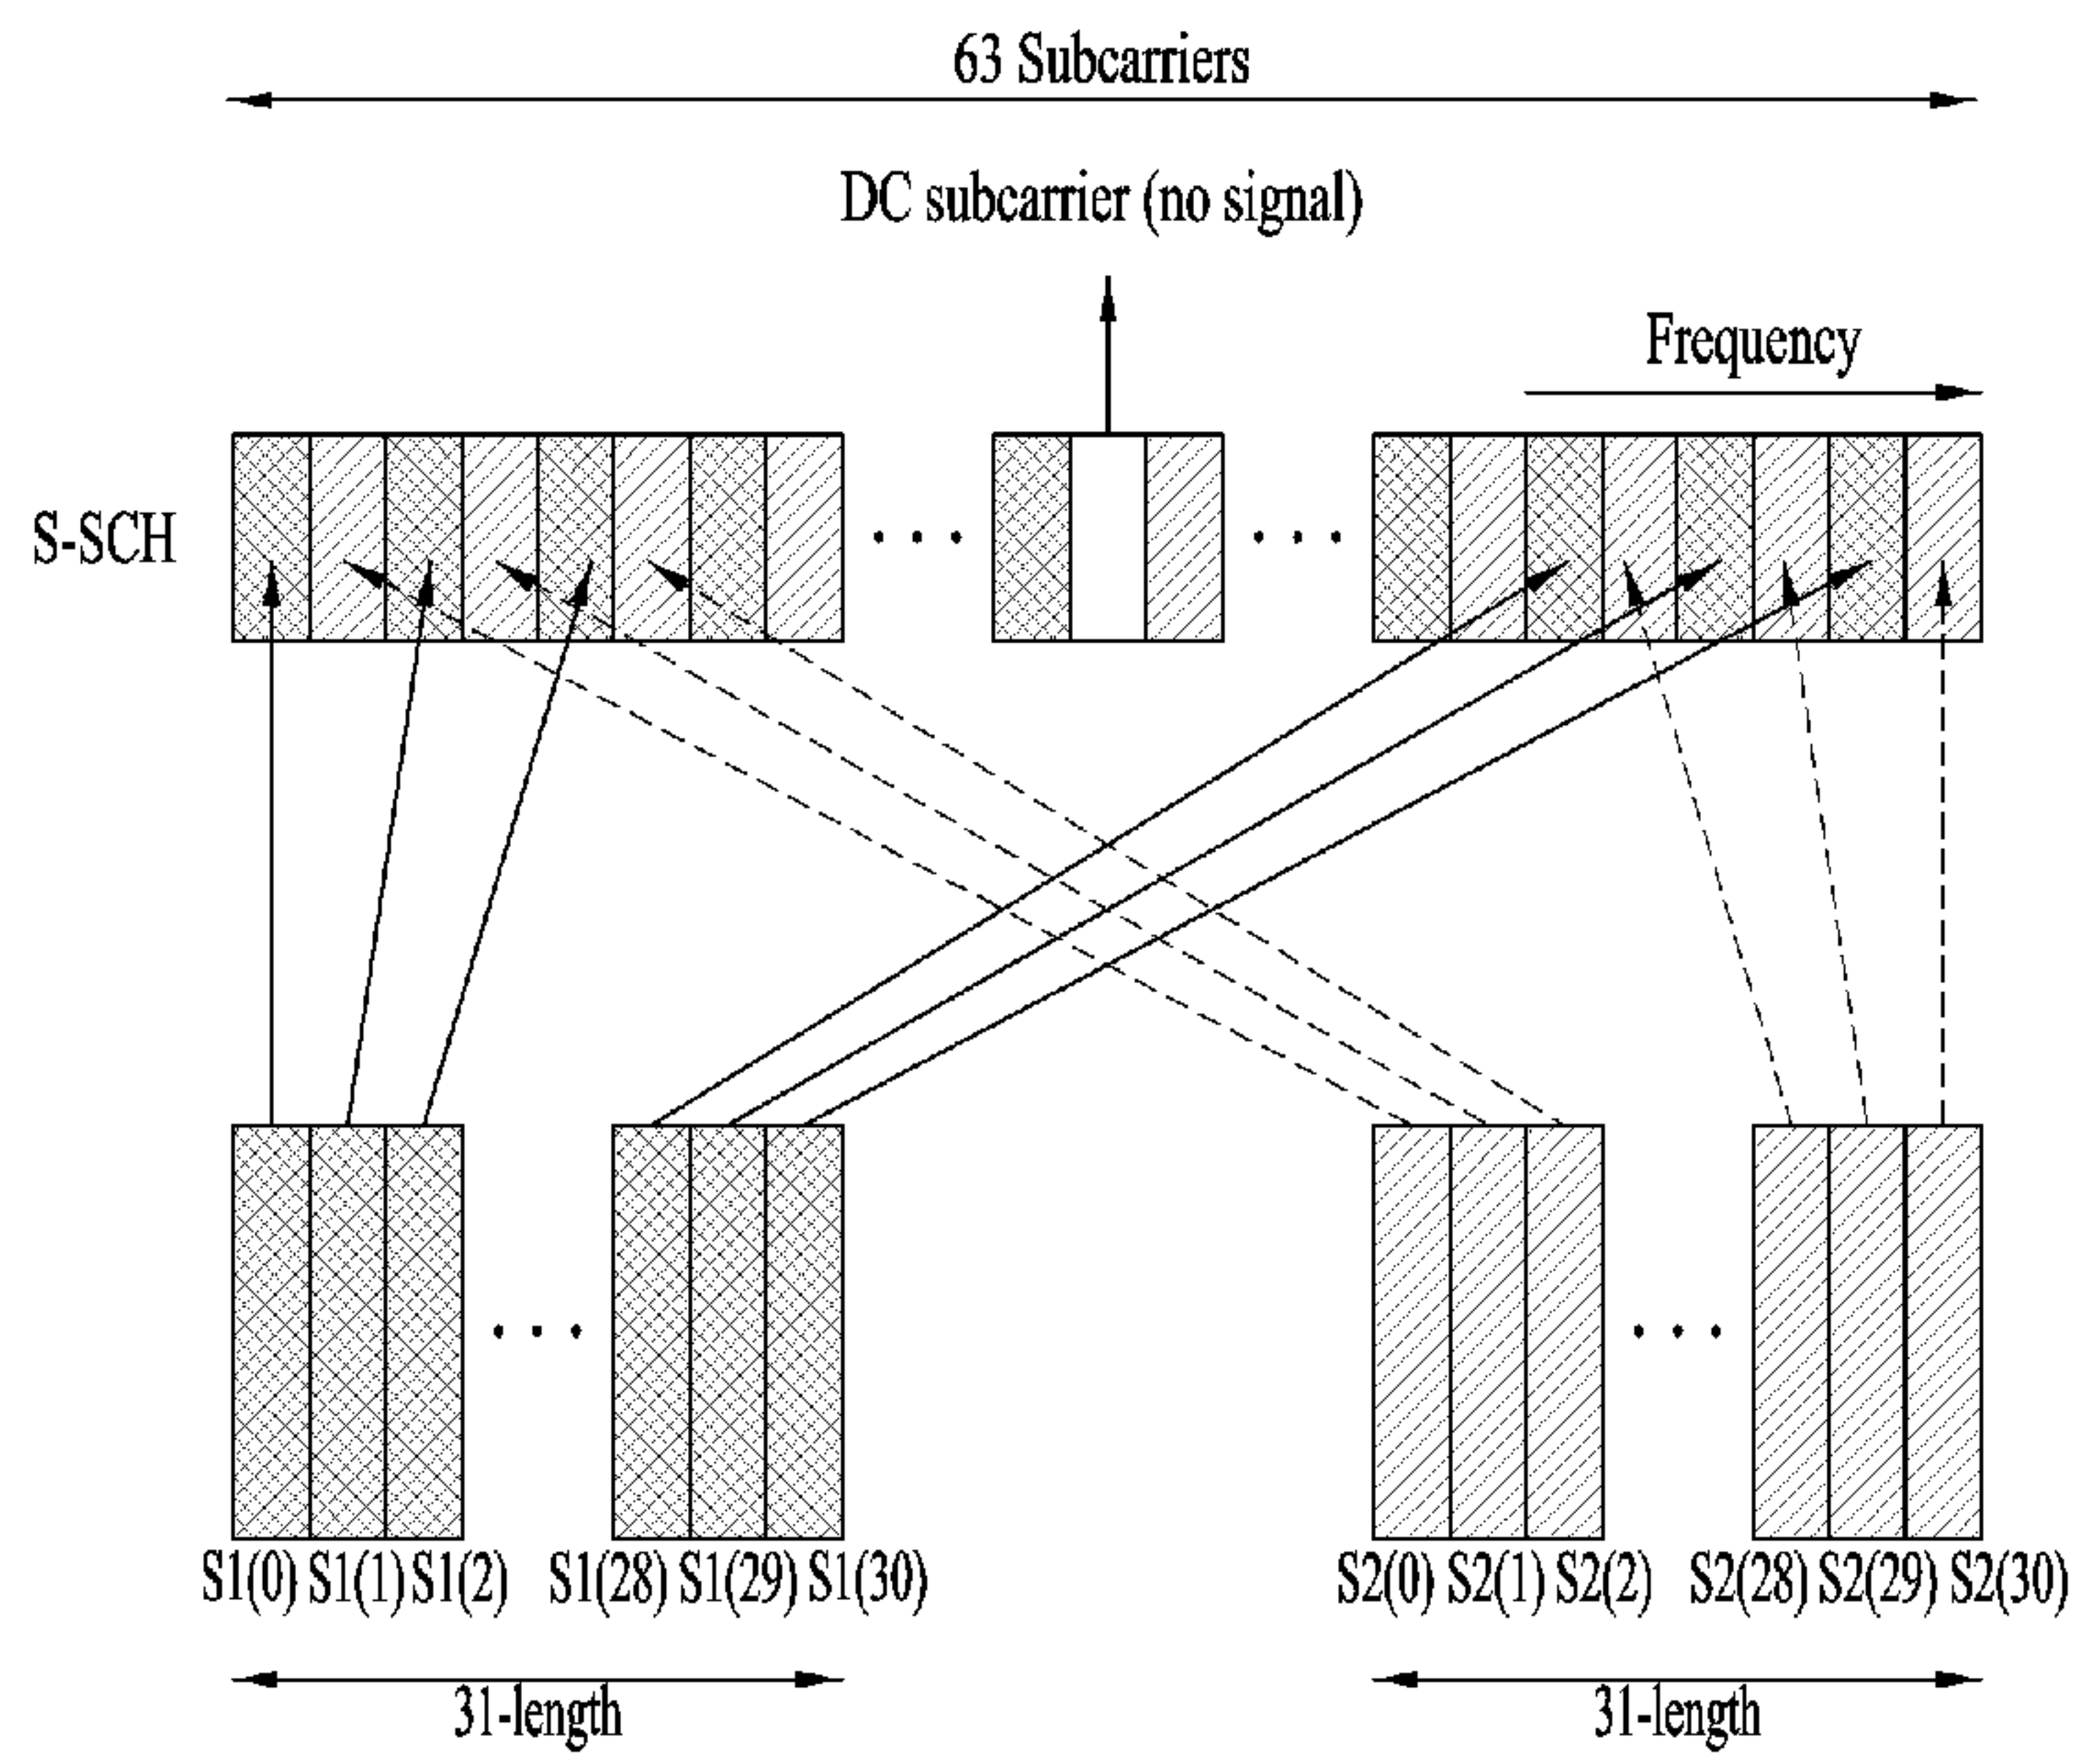 63 Subcarriers
DC subcarrier (no signal)
Frequency
S-SCH
S1(0) S1(1) S1(2) S1(28) S1(29) S1(30) S2(0) S2(1) S2(2) S2(28) S2(29) S2(30)
31-length 31-length